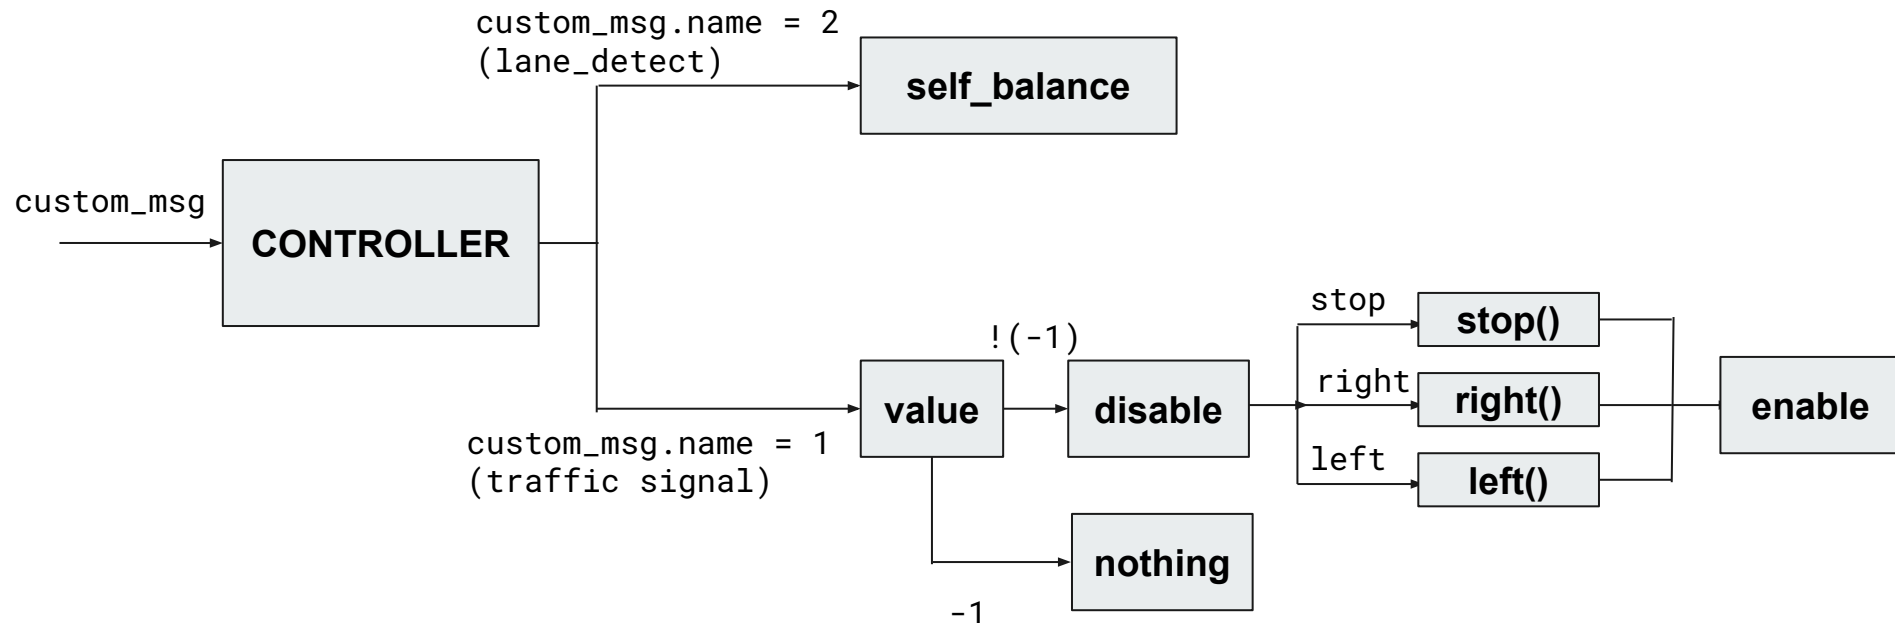 custom_msg.name = 2
(lane_detect)
self_balance
custom_msg
CONTROLLER
custom_msg.name = 1
(traffic signal)
value
!(-1)
disable
-1
nothing
stop
stop()
right
right()
left
left()
enable